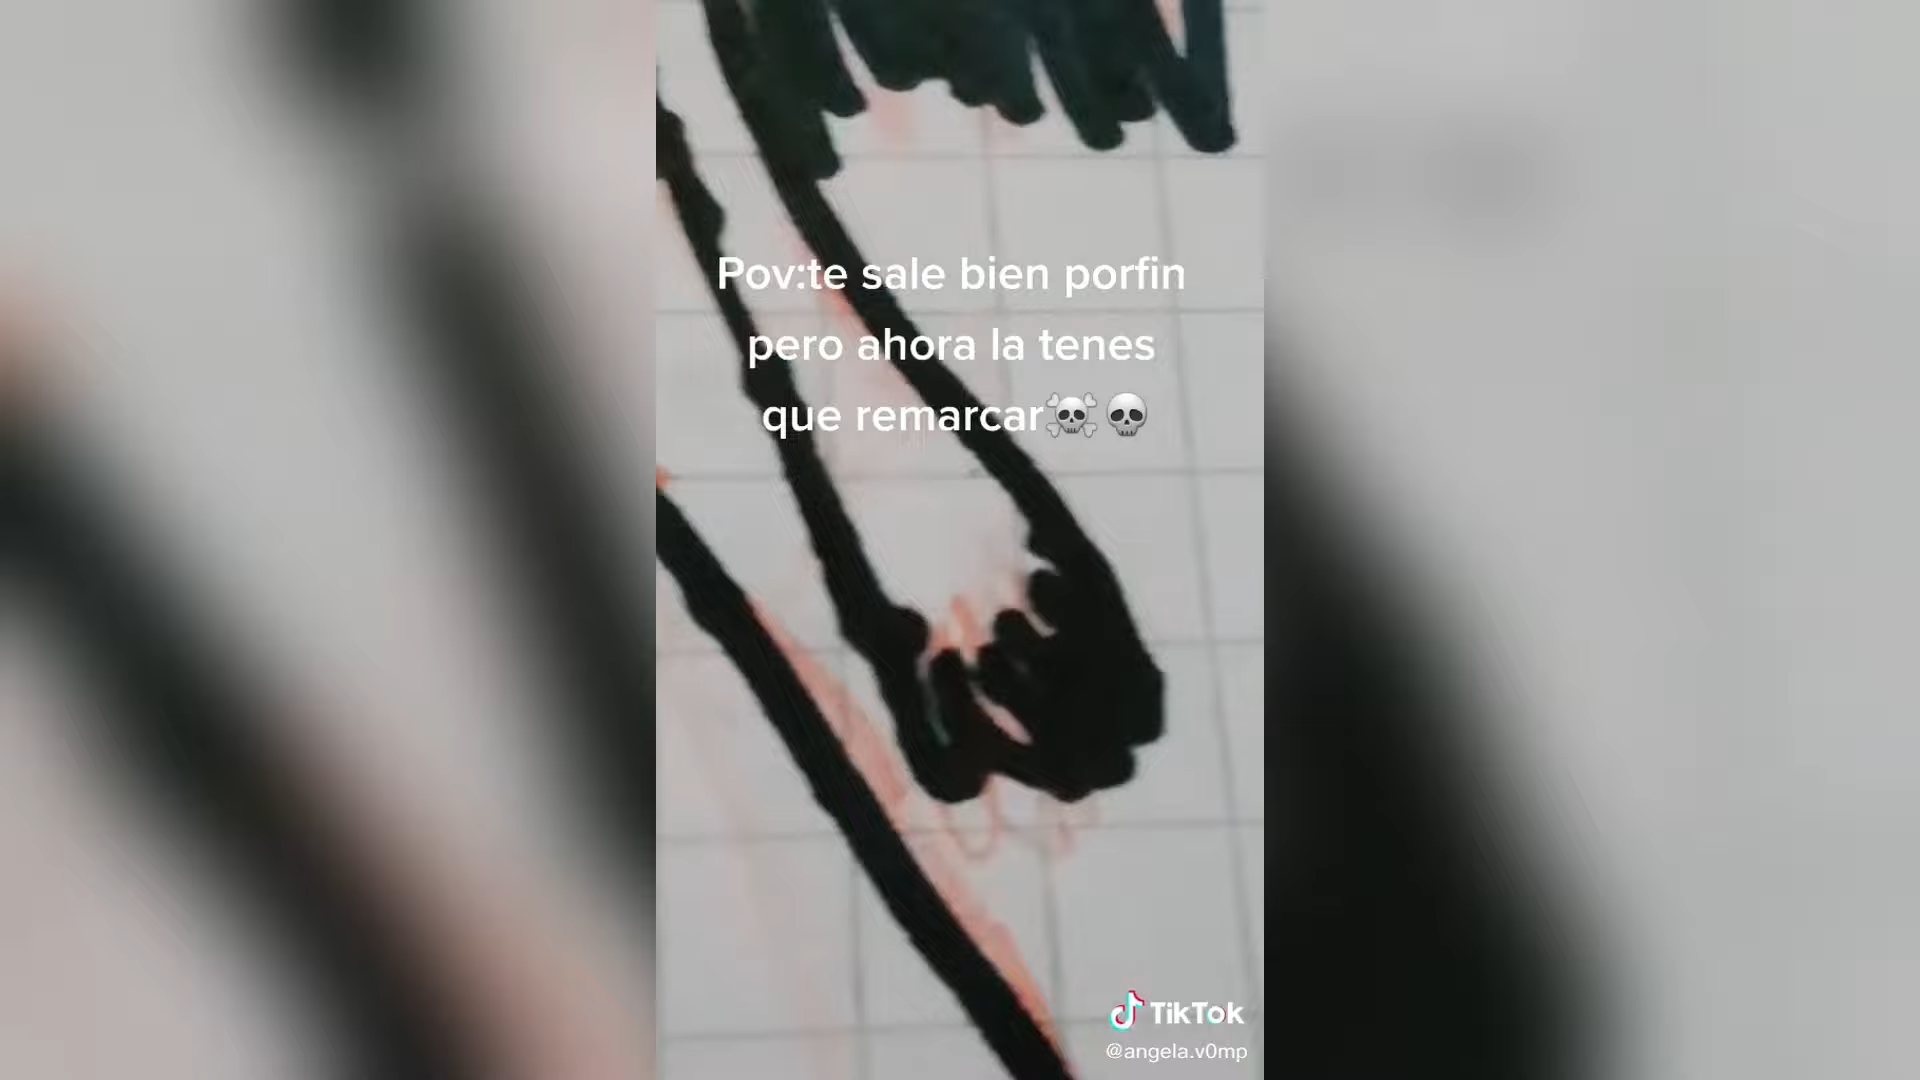 Pov:te sale bien porfin
pero ahora la tenes
que remarcar☠️💀
TikTok
@angela.v0mp